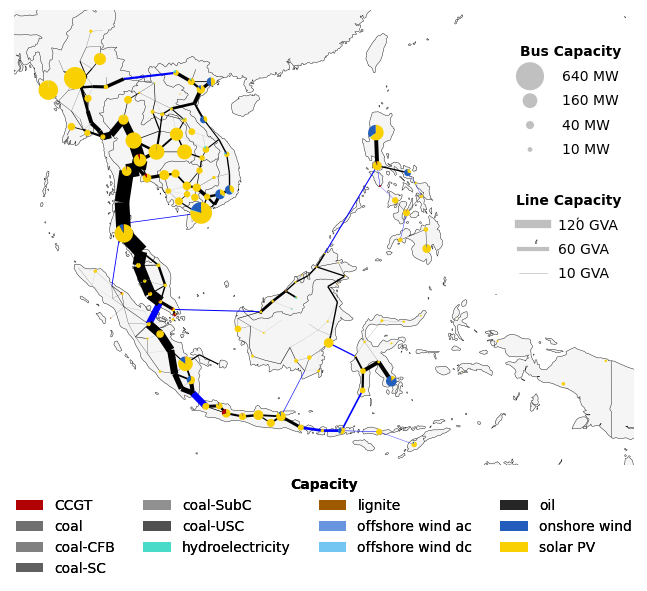 Bus Capacity
640 MW
160 MW
40 MW
10 MW
Line Capacity
120 GVA
60 GVA
10 GVA
Capacity
CCGT
coal
coal-CFB
coal-SC
coal-SubC
coal-USC
hydroelectricity
lignite
offshore wind ac
offshore wind dc
oil
onshore wind
solar PV